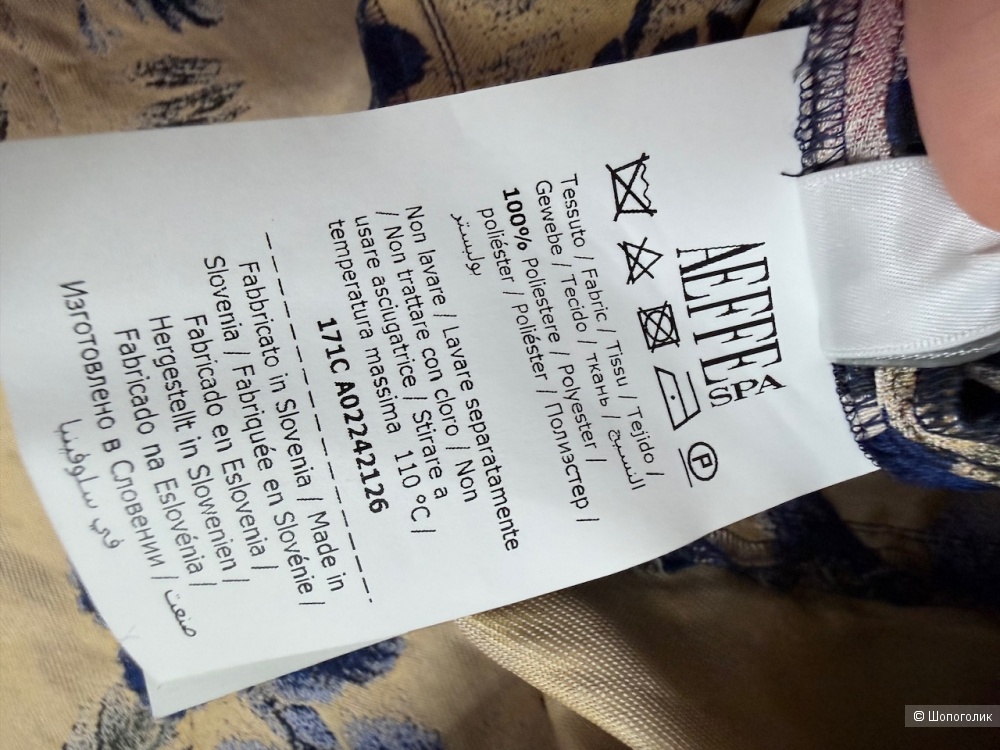 AEFFE SPA
Tessuto / Fabric / Tissu / Tejido /
Gewebe / Tecido / ткань / النسيج /
100% Poliestere / Polyester /
poliéster / Poliéster / Полиэстер /
بوليستر
Non lavare / Lavare separatamente
/ Non trattare con cloro / Non
usare asciugatrice / Stirare a
temperatura massima 110 °C /
171C A02242126
Fabbricato in Slovenia / Made in
Slovenia / Fabriquée en Slovénie /
Fabricado en Eslovenia /
Hergestellt in Slowenien /
Fabricado na Eslovénia /
Изготовлено в Словении / صنعت
في سلوفينيا
P
© Шопоголик